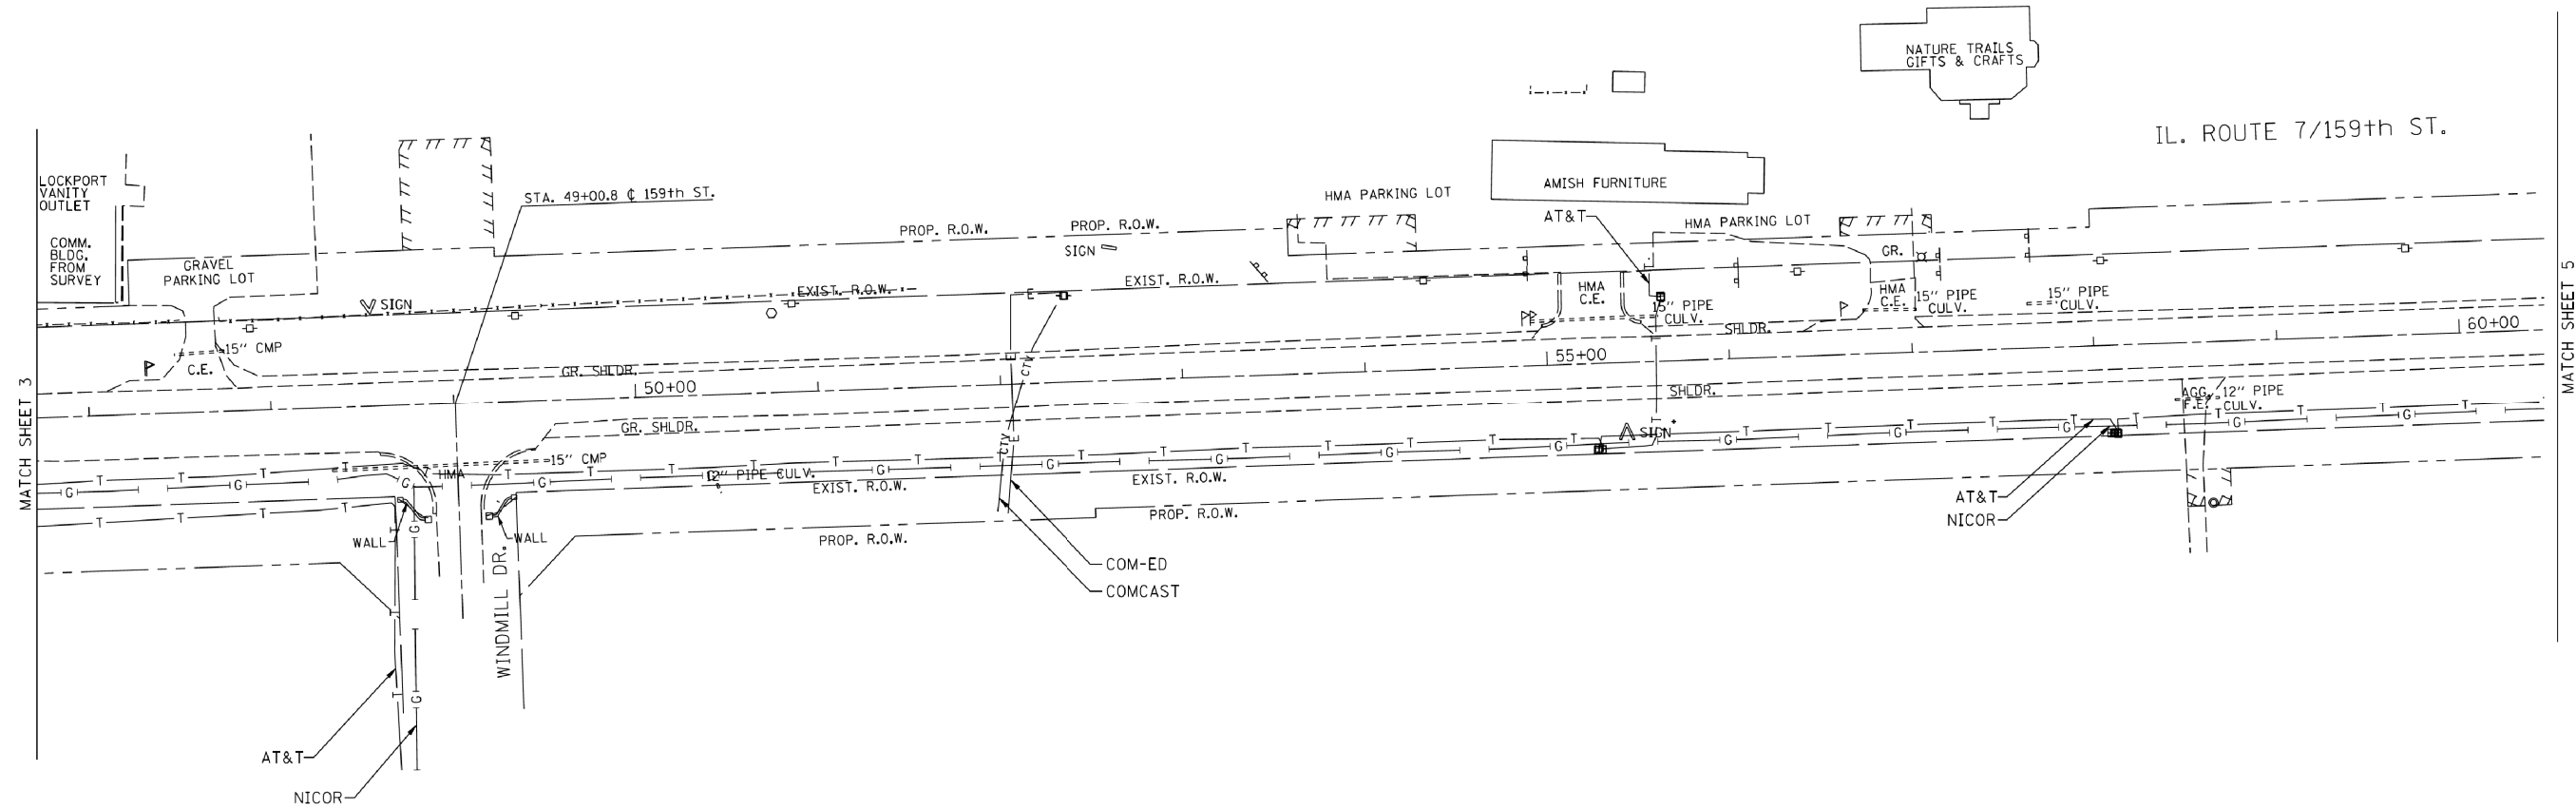 NATURE TRAILS
GIFTS & CRAFTS
IL. ROUTE 7/159th ST.
LOCKPORT
VANITY
OUTLET
STA. 49+00.8 ℄ 159th ST.
HMA PARKING LOT
AMISH FURNITURE
AT&T
HMA PARKING LOT
PROP. R.O.W.
PROP. R.O.W.
SIGN
GR.
COMM.
BLDG.
FROM
SURVEY
GRAVEL
PARKING LOT
EXIST. R.O.W.
EXIST. R.O.W.
E
SIGN
HMA
C.E.
15" PIPE
CULV.
HMA
C.E.
15" PIPE
CULV.
15" PIPE
CULV.
SHLDR.
60+00
15" CMP
C.E.
GR. SHLDR.
50+00
55+00
E
CTV
SHLDR.
AGG.
F.E.
12" PIPE
CULV.
MATCH SHEET 3
MATCH SHEET 5
GR. SHLDR.
CTV
E
SIGN
15" CMP
HMA
12" PIPE CULV.
T T T T T T T T T T T T T T T T T T T T T T T T T T T T
G G G G G G G G G G G G G G G
EXIST. R.O.W.
EXIST. R.O.W.
T T T T
G
WALL
WALL
PROP. R.O.W.
PROP. R.O.W.
AT&T
NICOR
COM-ED
COMCAST
WINDMILL DR.
T
T
T
G
AT&T
NICOR